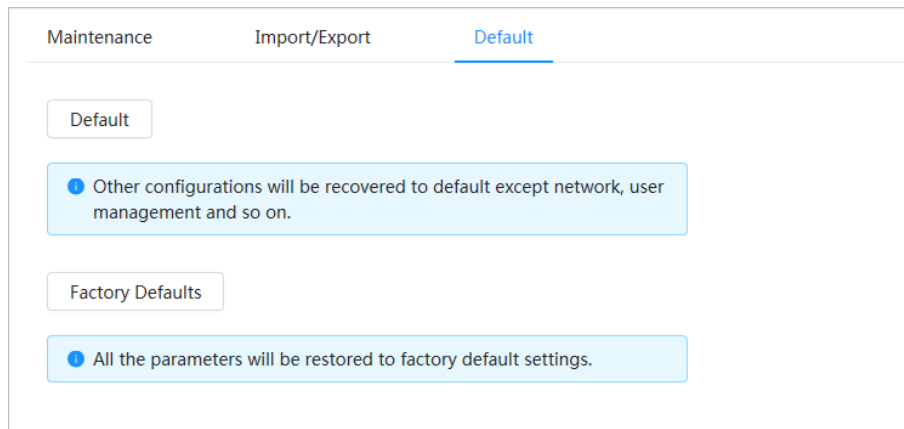 Maintenance Import/Export Default
Default
Other configurations will be recovered to default except network, user
management and so on.
Factory Defaults
All the parameters will be restored to factory default settings.